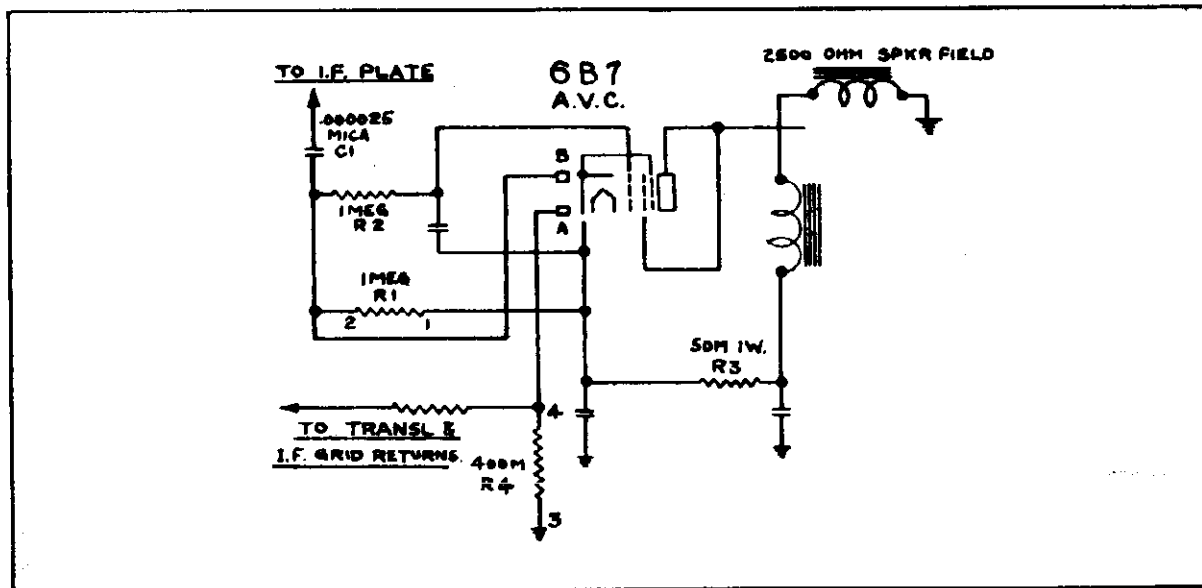 2500 OHM SPKR FIELD
TO I.F. PLATE
6B7
A.V.C.
.000025
MICA
C1
B
1MEG
R2
A
1MEG
R1
2
1
50M 1W.
R3
4
TO TRANSL &
I.F. GRID RETURNS.
400M
R4
3